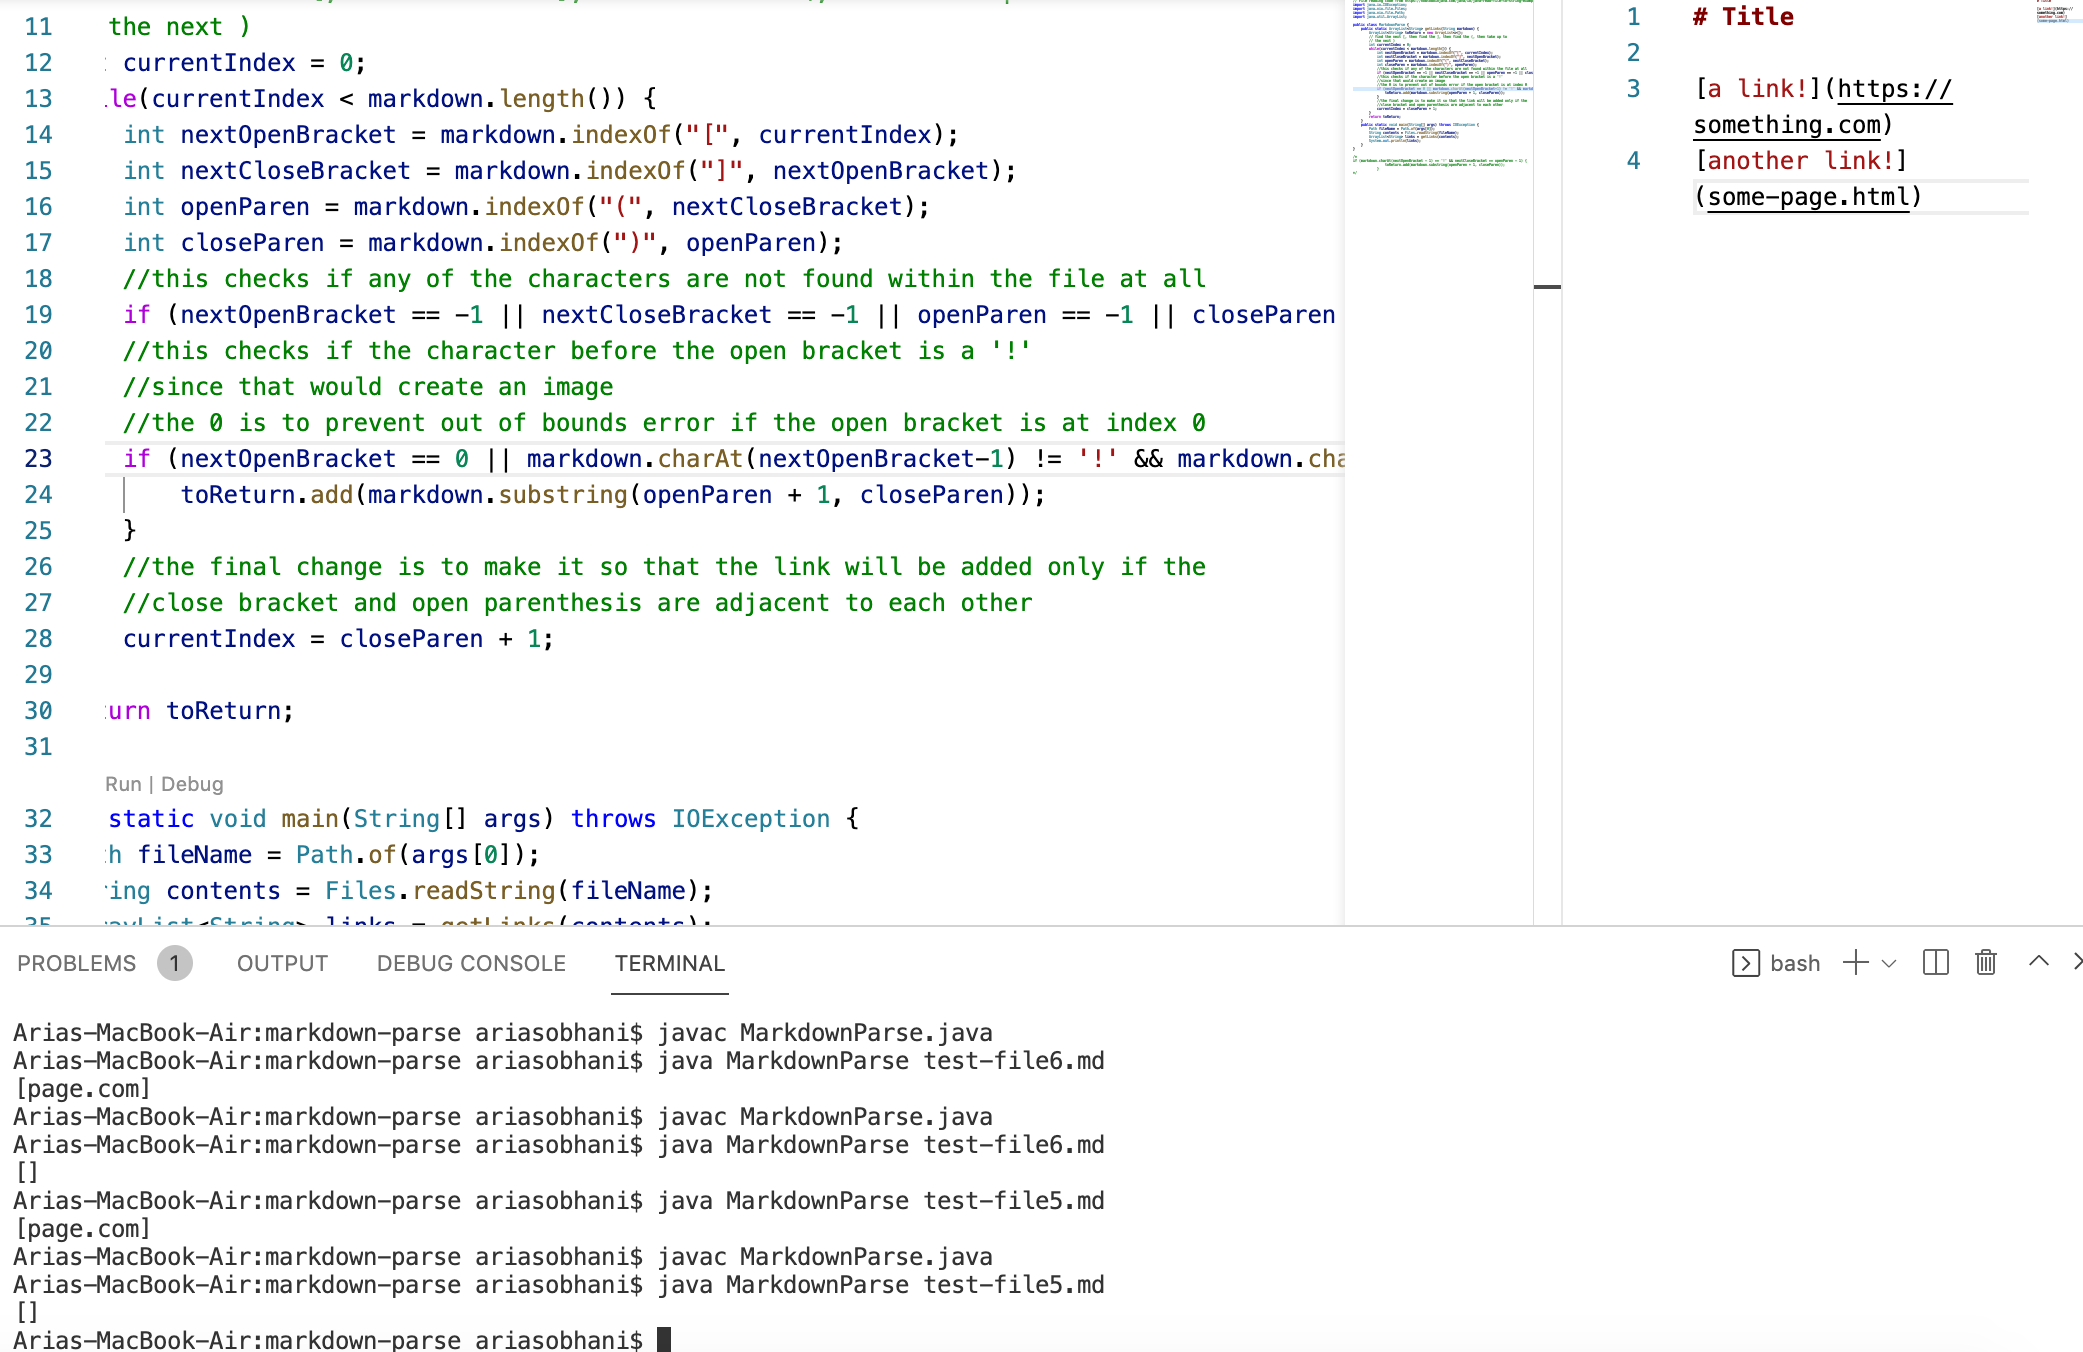 11 the next )
12 currentIndex = 0;
13 le(currentIndex < markdown.length()) {
14 int nextOpenBracket = markdown.indexOf("[", currentIndex);
15 int nextCloseBracket = markdown.indexOf("]", nextOpenBracket);
16 int openParen = markdown.indexOf("(", nextCloseBracket);
17 int closeParen = markdown.indexOf(")", openParen);
18 //this checks if any of the characters are not found within the file at all
19 if (nextOpenBracket == -1 || nextCloseBracket == -1 || openParen == -1 || closeParen
20 //this checks if the character before the open bracket is a '!'
21 //since that would create an image
22 //the 0 is to prevent out of bounds error if the open bracket is at index 0
23 if (nextOpenBracket == 0 || markdown.charAt(nextOpenBracket-1) != '!' && markdown.cha
24 toReturn.add(markdown.substring(openParen + 1, closeParen));
25 }
26 //the final change is to make it so that the link will be added only if the
27 //close bracket and open parenthesis are adjacent to each other
28 currentIndex = closeParen + 1;
29
30 urn toReturn;
31
Run | Debug
32 static void main(String[] args) throws IOException {
33 h fileName = Path.of(args[0]);
34 ing contents = Files.readString(fileName);
35 ayList<String> links = getLinks(contents);
1 # Title
2
3 [a link!](https://
something.com)
4 [another link!]
(some-page.html)
PROBLEMS 1 OUTPUT DEBUG CONSOLE TERMINAL bash
Arias-MacBook-Air:markdown-parse ariasobhani$ javac MarkdownParse.java
Arias-MacBook-Air:markdown-parse ariasobhani$ java MarkdownParse test-file6.md
[page.com]
Arias-MacBook-Air:markdown-parse ariasobhani$ javac MarkdownParse.java
Arias-MacBook-Air:markdown-parse ariasobhani$ java MarkdownParse test-file6.md
[]
Arias-MacBook-Air:markdown-parse ariasobhani$ java MarkdownParse test-file5.md
[page.com]
Arias-MacBook-Air:markdown-parse ariasobhani$ javac MarkdownParse.java
Arias-MacBook-Air:markdown-parse ariasobhani$ java MarkdownParse test-file5.md
[]
Arias-MacBook-Air:markdown-parse ariasobhani$